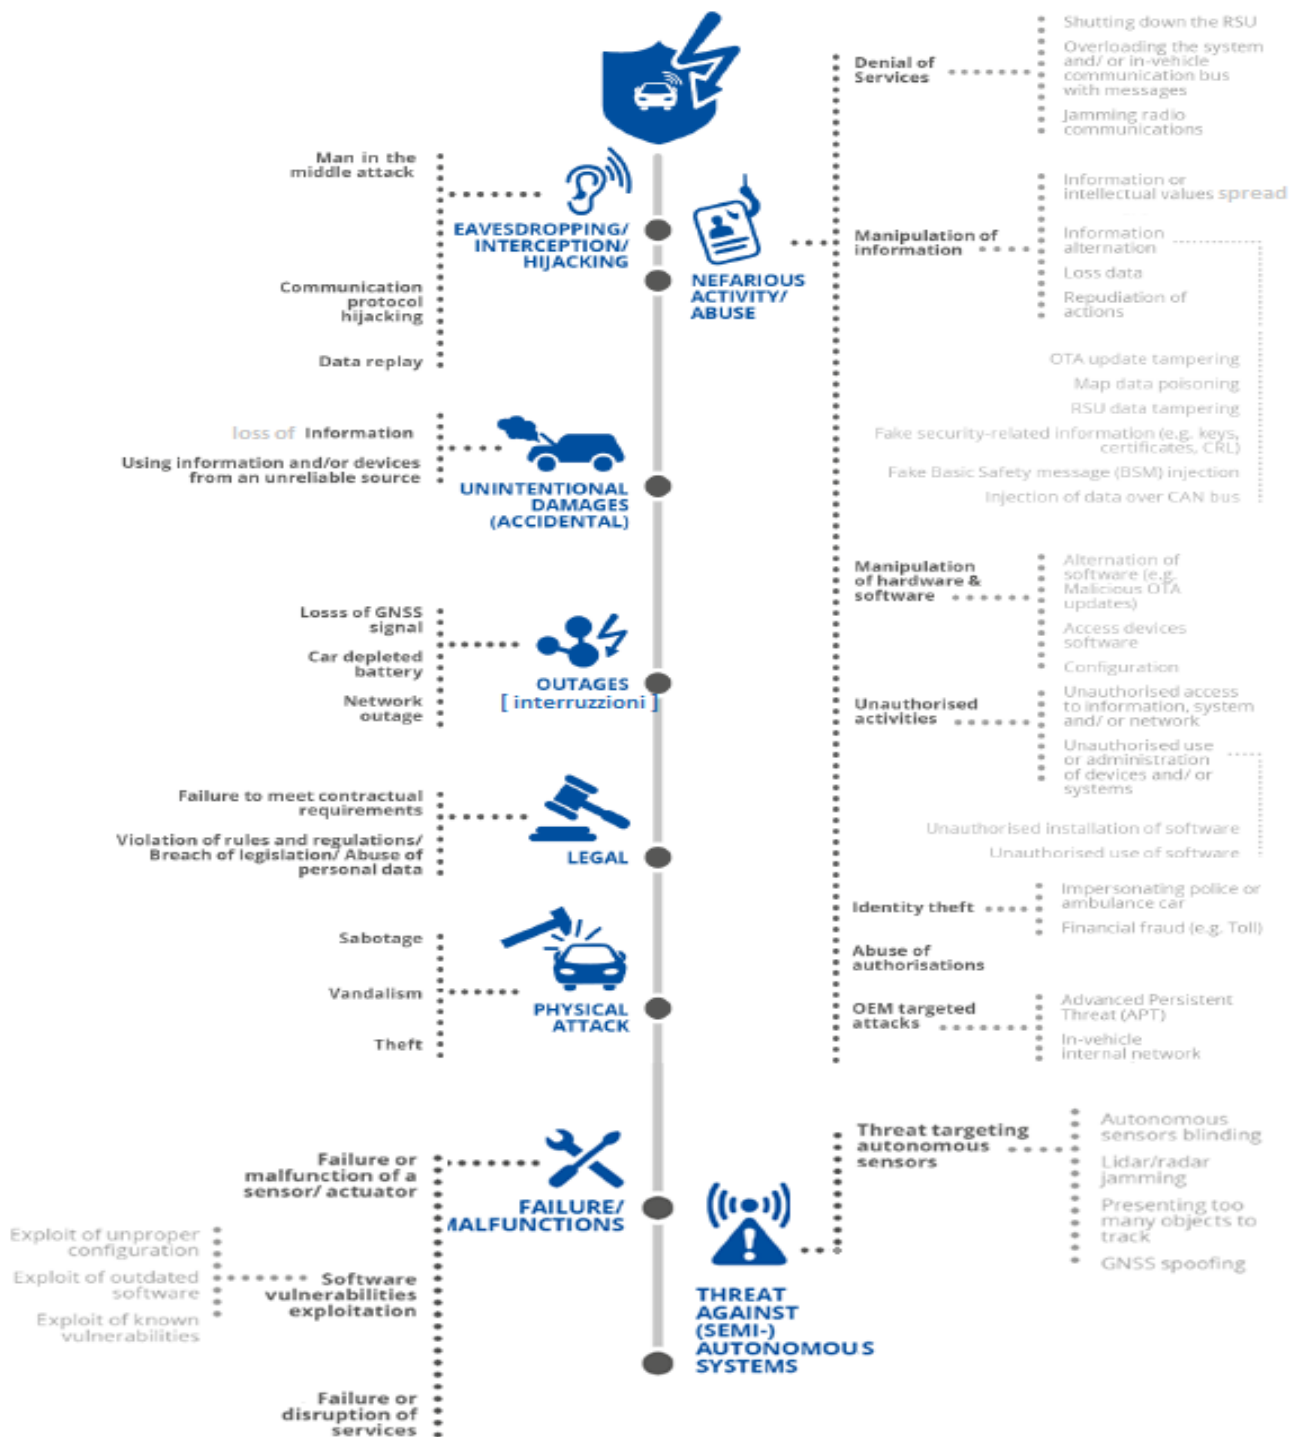 Shutting down the RSU
Denial of
Services
Overloading the system
and/ or in-vehicle
communication bus
with messages
Jamming radio
communications
Man in the
middle attack
EAVESDROPPING/
INTERCEPTION/
HIJACKING
Communication
protocol
hijacking
Data replay
NEFARIOUS
ACTIVITY/
ABUSE
Manipulation of
information
Information or
intellectual values spread
Information
alternation
Loss data
Repudiation of
actions
OTA update tampering
Map data poisoning
RSU data tampering
Fake security-related information (e.g. keys,
certificates, CRL)
Fake Basic Safety message (BSM) injection
Injection of data over CAN bus
loss of Information
Using information and/or devices
from an unreliable source
UNINTENTIONAL
DAMAGES
(ACCIDENTAL)
Manipulation
of hardware &
software
Alternation of
software (e.g.
Malicious OTA
updates)
Access devices
software
Configuration
Losss of GNSS
signal
Car depleted
battery
Network
outage
OUTAGES
[ interruzzioni ]
Unauthorised
activities
Unauthorised access
to information, system
and/ or network
Unauthorised use
or administration
of devices and/ or
systems
Unauthorised installation of software
Unauthorised use of software
Failure to meet contractual
requirements
Violation of rules and regulations/
Breach of legislation/ Abuse of
personal data
LEGAL
Identity theft
Impersonating police or
ambulance car
Financial fraud (e.g. Toll)
Abuse of
authorisations
OEM targeted
attacks
Advanced Persistent
Threat (APT)
In-vehicle
internal network
Sabotage
Vandalism
Theft
PHYSICAL
ATTACK
Failure or
malfunction of a
sensor/ actuator
FAILURE/
MALFUNCTIONS
Exploit of unproper
configuration
Exploit of outdated
software
Exploit of known
vulnerabilities
Software
vulnerabilities
exploitation
Failure or
disruption of
services
Threat targeting
autonomous
sensors
Autonomous
sensors blinding
Lidar/radar
jamming
Presenting too
many objects to
track
GNSS spoofing
THREAT
AGAINST
(SEMI-)
AUTONOMOUS
SYSTEMS